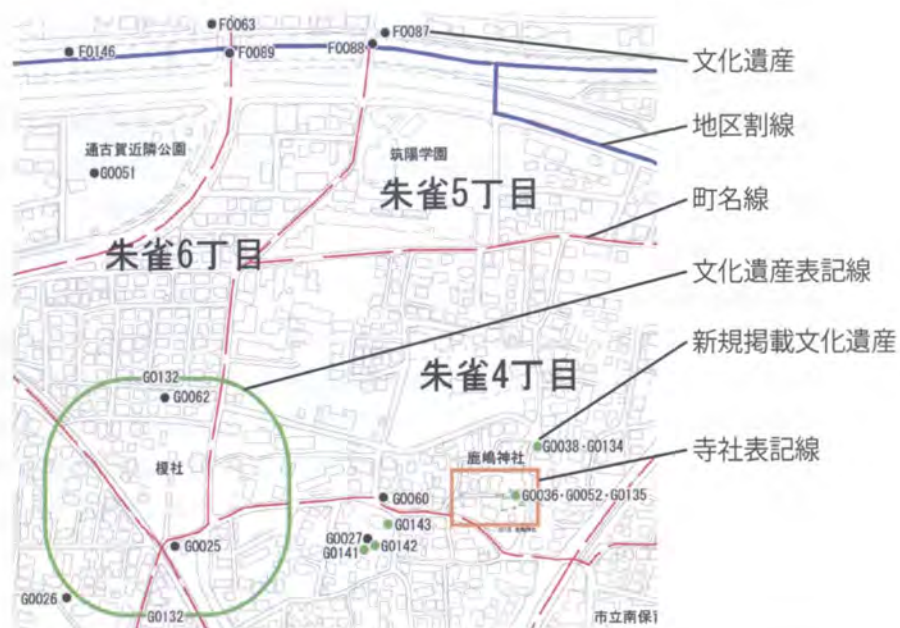 F0063
F0087
F0146
F0089
F0088
文化遺産
地区割線
通古賀近隣公園
筑陽学園
G0051
朱雀5丁目
町名線
朱雀6丁目
文化遺産表記線
新規掲載文化遺産
G0132
朱雀4丁目
G0062
G0038・G0134
榎社
鹿嶋神社
寺社表記線
G0060
G0036・G0052・G0135
G0143
G0027
G0025
G0142
G0141
G0026
G0132
市立南保